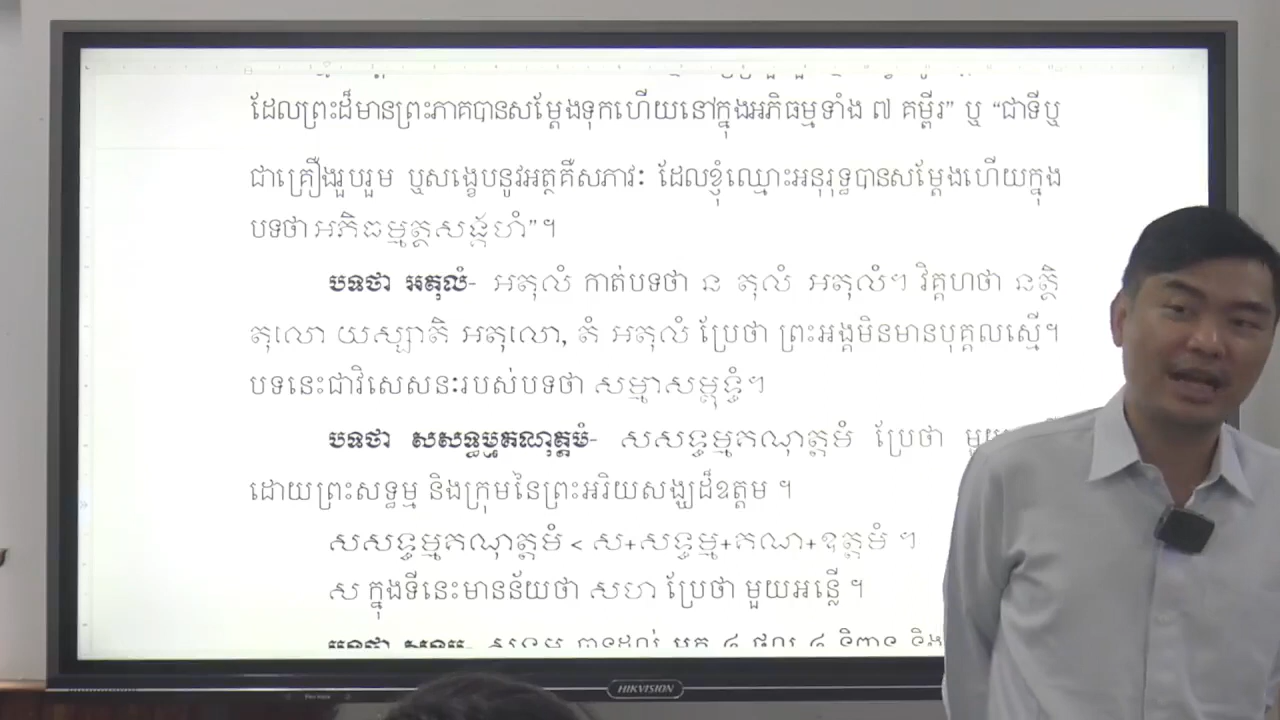 ដែលព្រះដ៏មានព្រះភាគបានសម្តែងទុកហើយនៅក្នុងអភិធម្មទាំង ៧ គម្ពីរ” ឬ “ជាទីឬ
ជាគ្រឿងរួបរួម ឬសង្ខេបនូវអត្ថគឺសភាវៈ ដែលខ្ញុំឈ្មោះអនុរុទ្ធបានសម្តែងហើយក្នុង
បទថា អភិធម្មត្ថសង្គហំ” ។
បទថា អតុលំ- អតុលំ កាត់បទថា ន តុលំ អតុលំ។ វិគ្គហថា នត្ថិ
តុលោ យស្សាតិ អតុលោ, តំ អតុលំ ប្រែថា ព្រះអង្គមិនមានបុគ្គលស្មើ។
បទនេះជាវិសេសនៈរបស់បទថា សម្មាសម្ពុទ្ធំ។
បទថា សសទ្ធម្មគណុត្តមំ- សសទ្ធម្មគណុត្តមំ ប្រែថា មួយ
ដោយព្រះសទ្ធម្ម និងក្រុមនៃព្រះអរិយសង្ឃដ៏ឧត្តម ។
សសទ្ធម្មគណុត្តមំ < ស+សទ្ធម្ម+គណ+ឧត្តមំ ។
ស ក្នុងទីនេះមានន័យថា សហ ប្រែថា មួយអន្លើ ។
HIKVISION